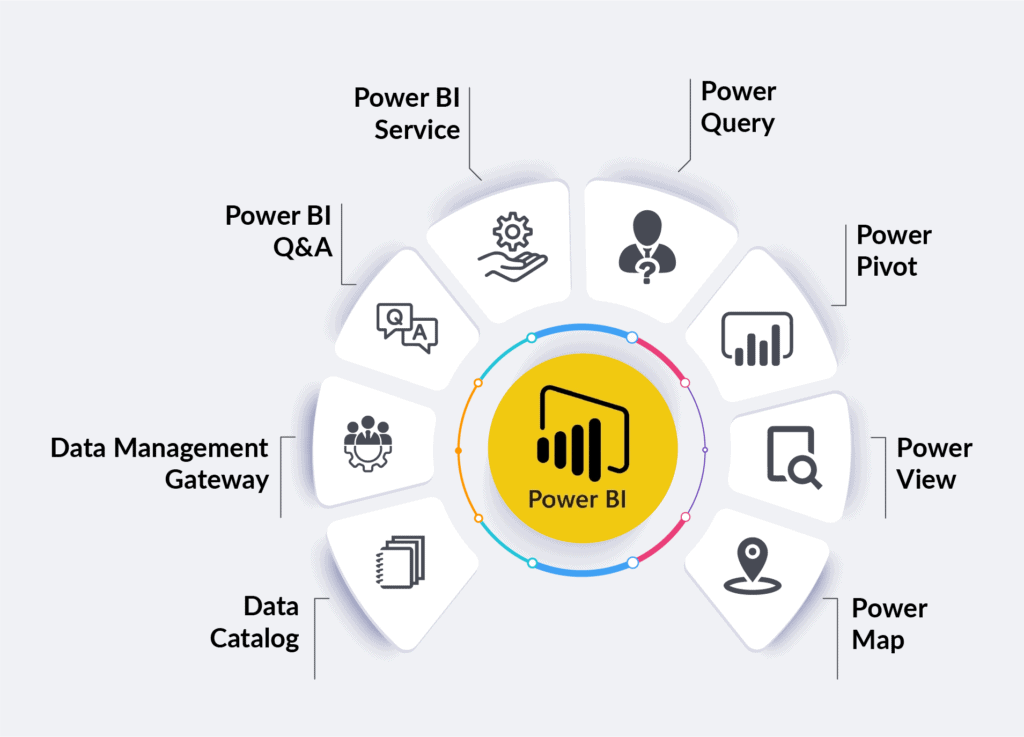 Power BI
Service
Power
Query
Power BI
Q&A
Power
Pivot
Q
A
Data Management
Gateway
Power
View
Power BI
?
Data
Catalog
Power
Map